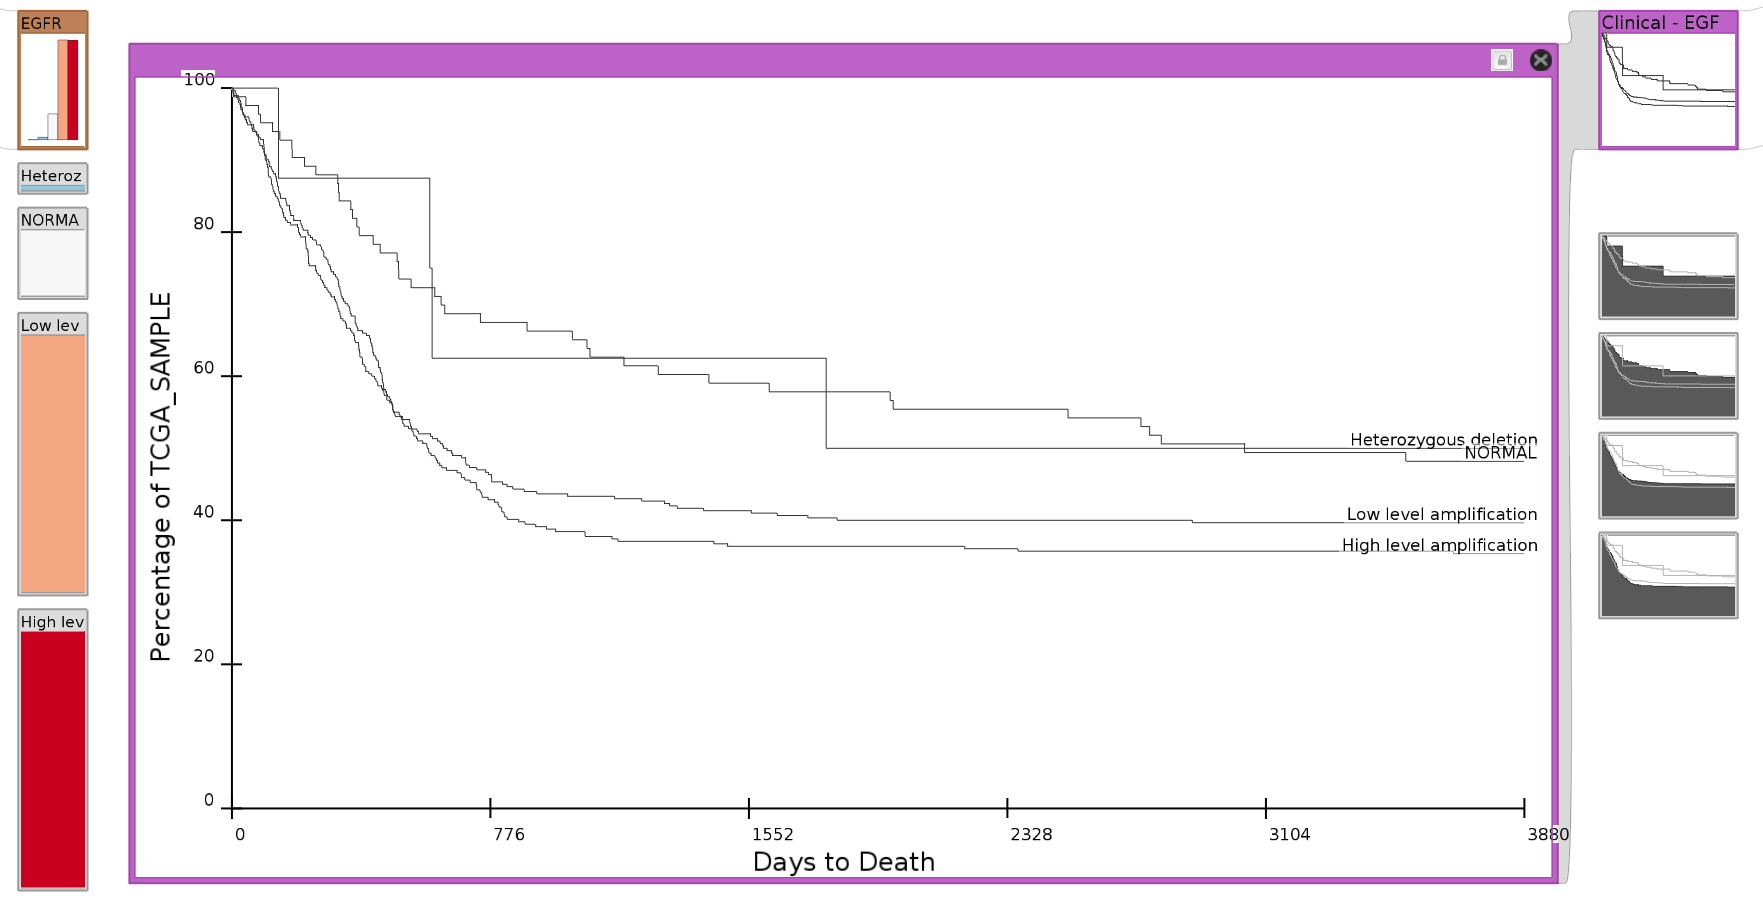 EGFR
Heteroz
NORMA
Low lev
High lev
Clinical - EGF
100
80
60
40
20
0
Percentage of TCGA_SAMPLE
Heterozygous deletion
NORMAL
Low level amplification
High level amplification
0 776 1552 2328 3104 3880
Days to Death